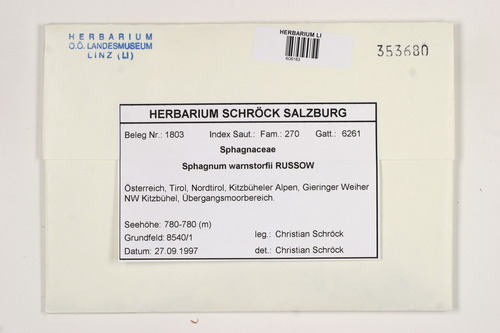 HERBARIUM
O.Ö. LANDESMUSEUM
LINZ (LI)
HERBARIUM LI
353680
HERBARIUM SCHRÖCK SALZBURG
Beleg Nr.: 1803 Index Saut.: Fam.: 270 Gatt.: 6261
Sphagnaceae
Sphagnum warnstorfii RUSSOW
Österreich, Tirol, Nordtirol, Kitzbüheler Alpen, Gieringer Weiher
NW Kitzbühel, Übergangsmoorbereich.
Seehöhe: 780-780 (m)
Grundfeld: 8540/1 leg.: Christian Schröck
Datum: 27.09.1997 det.: Christian Schröck